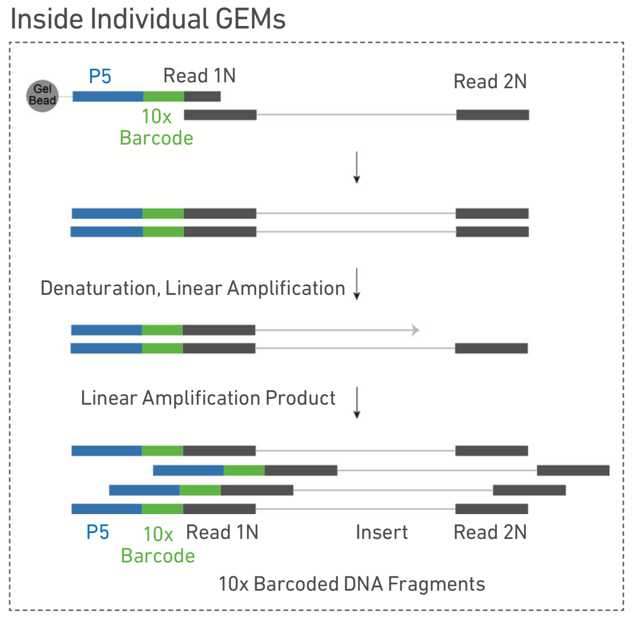 Inside Individual GEMs
Gel
Bead
P5
Read 1N
Read 2N
10x
Barcode
Denaturation, Linear Amplification
Linear Amplification Product
P5
10x
Barcode
Read 1N
Insert
Read 2N
10x Barcoded DNA Fragments